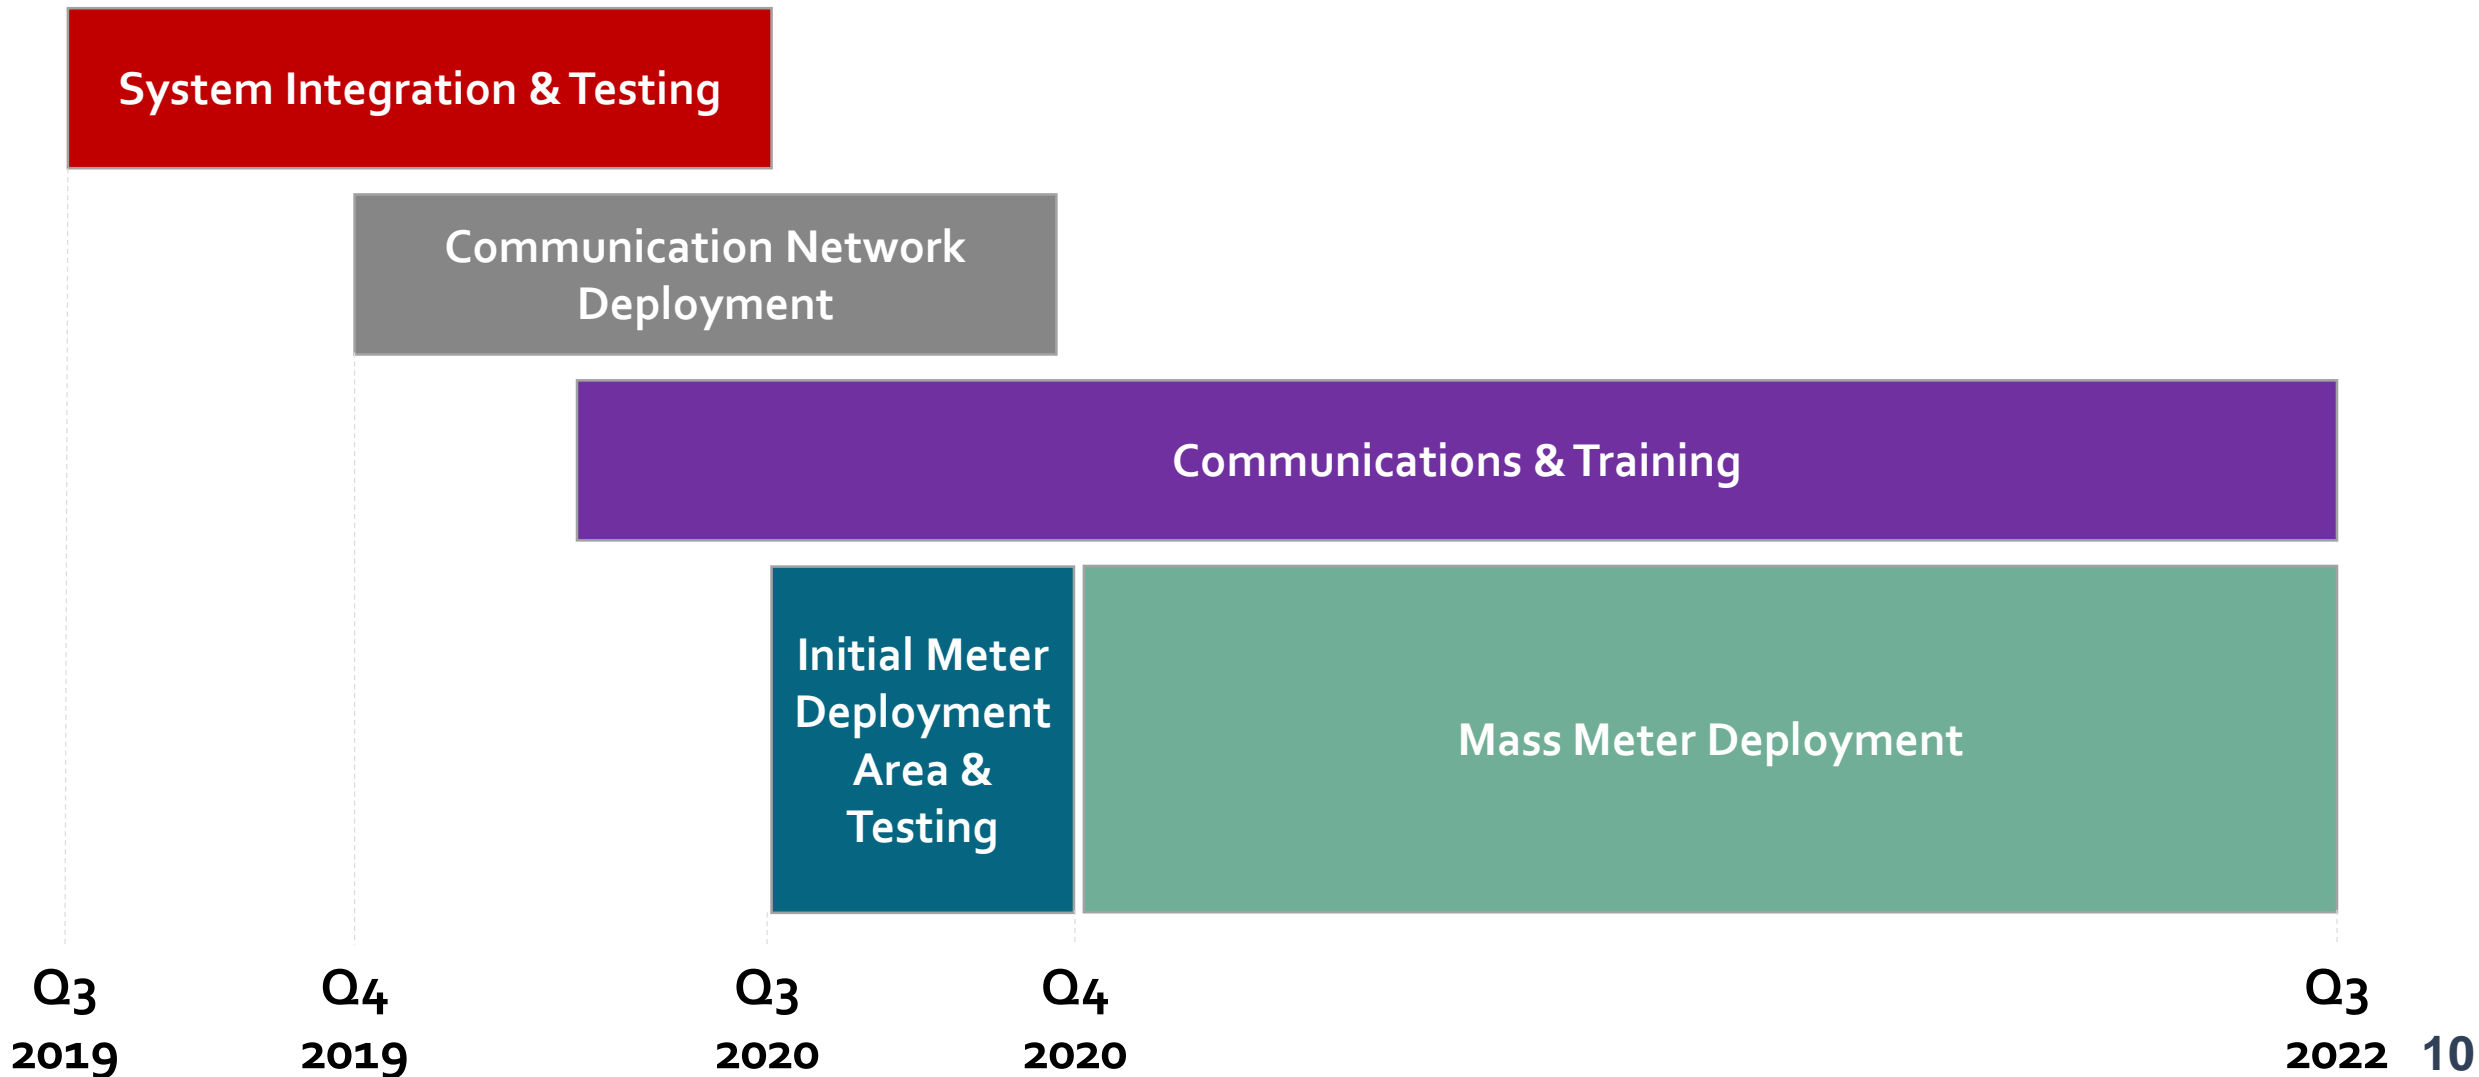 System Integration & Testing
Communication Network
Deployment
Communications & Training
Initial Meter
Deployment
Area &
Testing
Mass Meter Deployment
Q3
2019
Q4
2019
Q3
2020
Q4
2020
Q3
2022
10